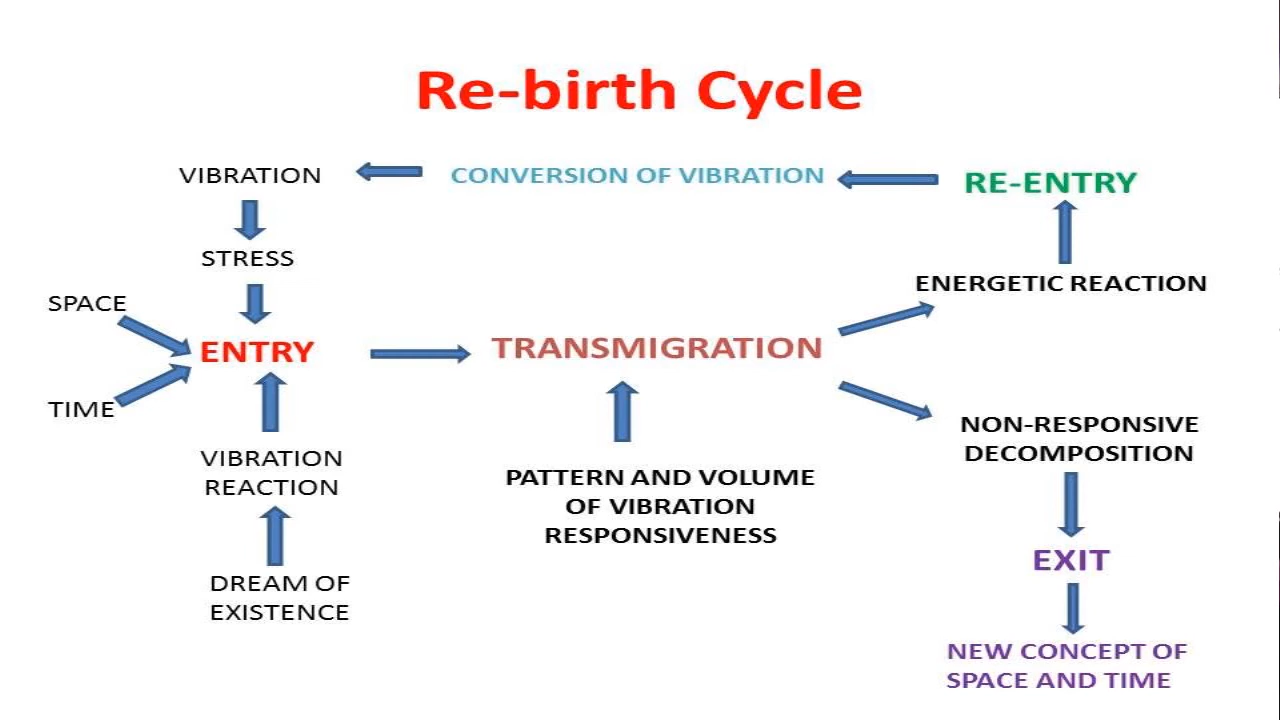 Re-birth Cycle
VIBRATION
CONVERSION OF VIBRATION
RE-ENTRY
STRESS
ENERGETIC REACTION
SPACE
ENTRY
TRANSMIGRATION
TIME
NON-RESPONSIVE
DECOMPOSITION
VIBRATION
REACTION
PATTERN AND VOLUME
OF VIBRATION
RESPONSIVENESS
EXIT
DREAM OF
EXISTENCE
NEW CONCEPT OF
SPACE AND TIME